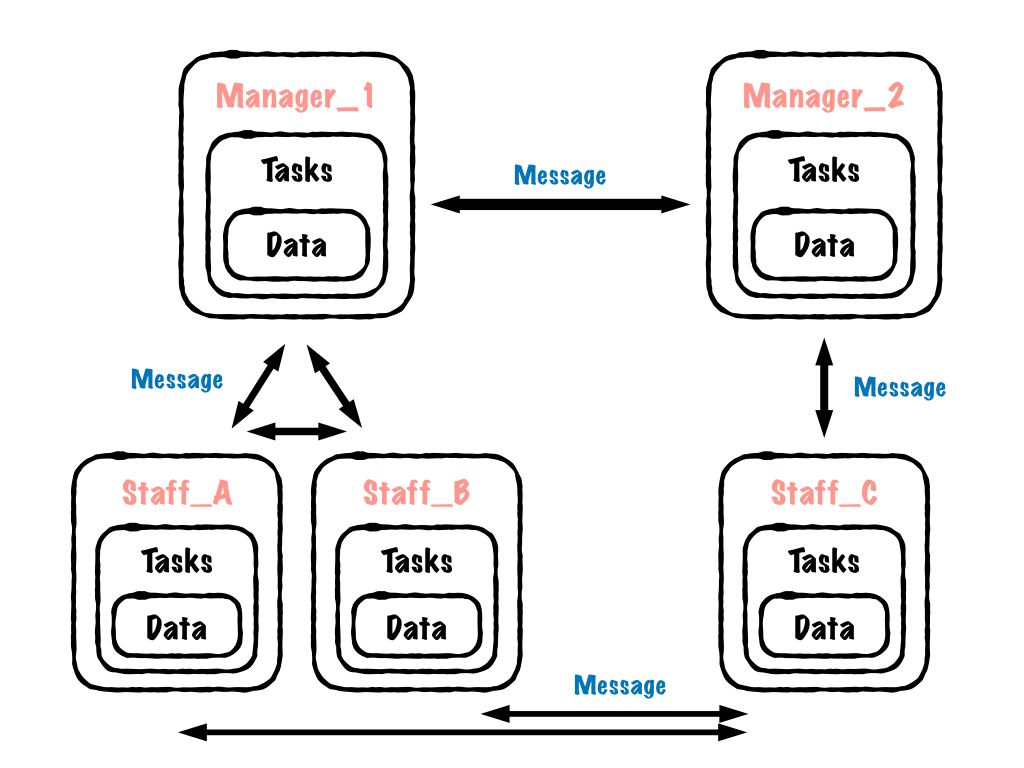 Manager_1
Tasks
Data
Message
Manager_2
Tasks
Data
Message
Message
Staff_A
Tasks
Data
Staff_B
Tasks
Data
Staff_C
Tasks
Data
Message